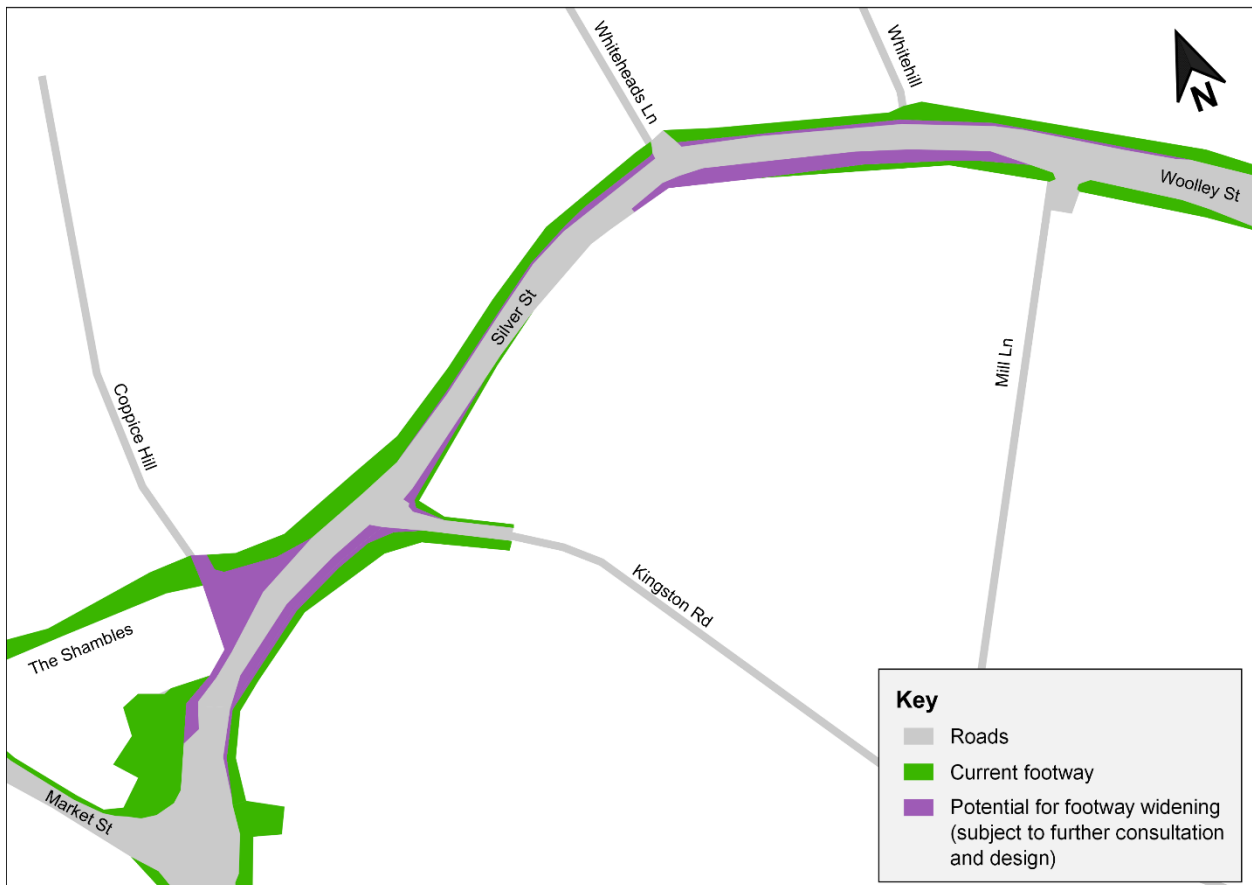 Whiteheads Ln
Whitehill
N
Woolley St
Silver St
Mill Ln
Coppice Hill
Kingston Rd
The Shambles
Market St
Key
Roads
Current footway
Potential for footway widening
(subject to further consultation
and design)